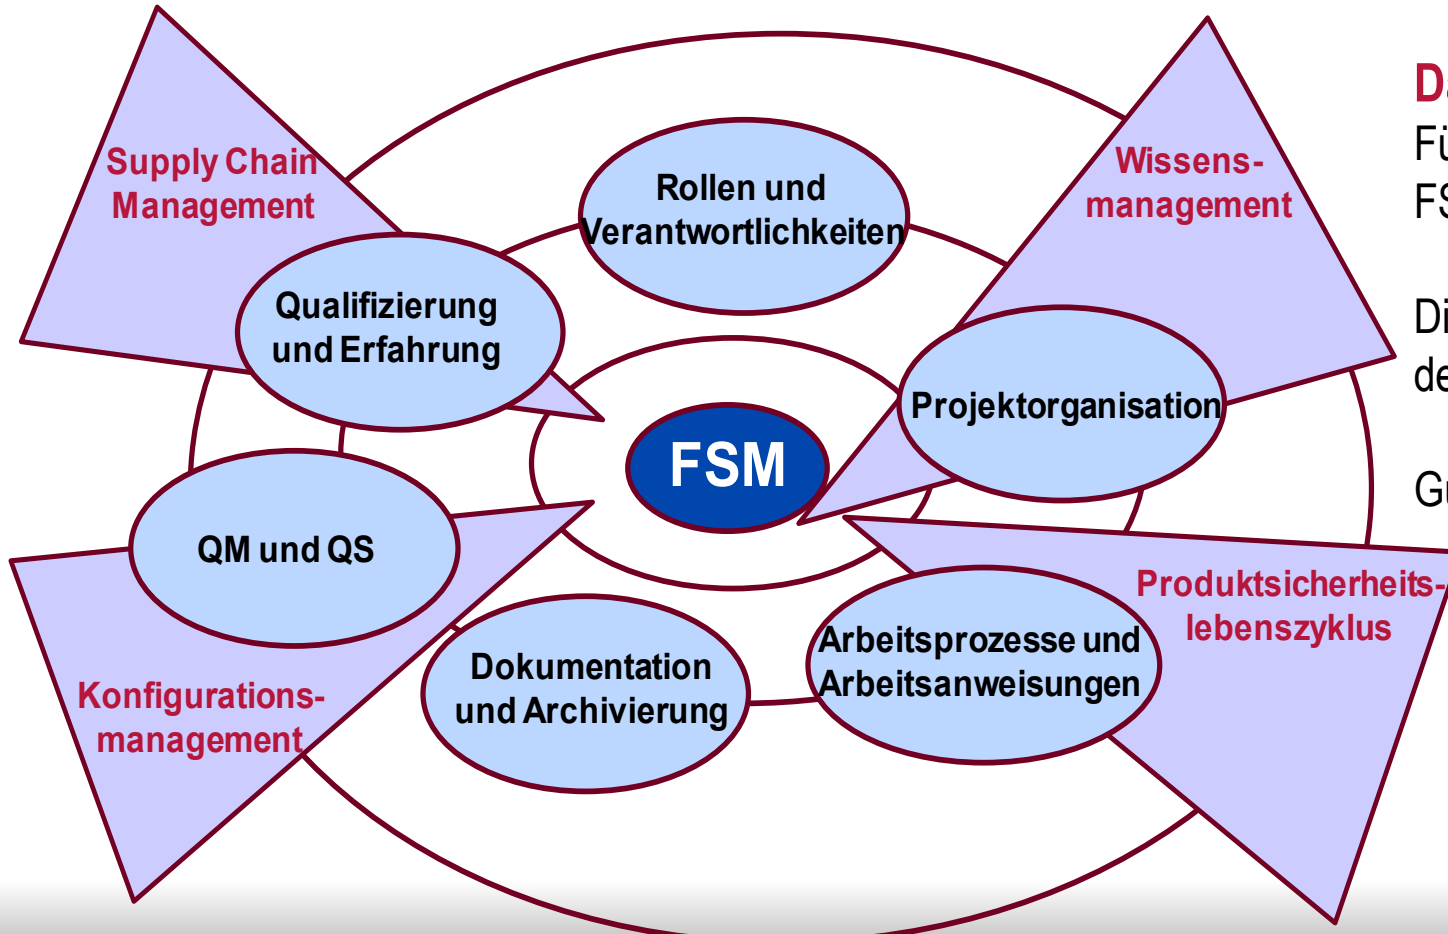 Supply Chain
Management
Rollen und
Verantwortlichkeiten
Wissens-
management
Qualifizierung
und Erfahrung
Projektorganisation
FSM
QM und QS
Produktsicherheits-
lebenszyklus
Arbeitsprozesse und
Arbeitsanweisungen
Dokumentation
und Archivierung
Konfigurations-
management